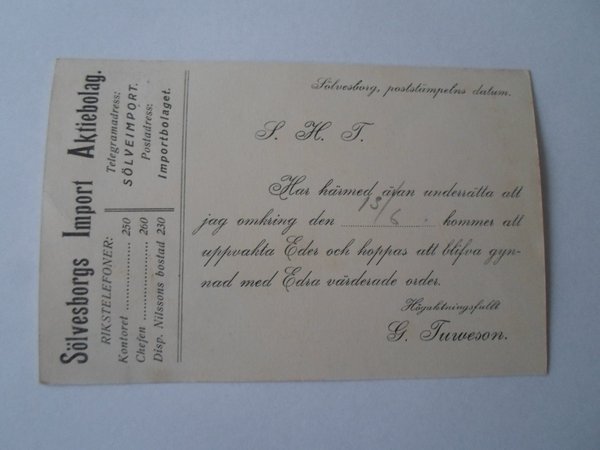 Sölvesborgs Import Aktiebolag.
RIKSTELEFONER:
Kontoret .................... 250
Chefen ...................... 260
Disp. Nilssons bostad 230
Telegramadress:
SÖLVEIMPORT.
Postadress:
Importbolaget.
Sölvesborg, poststämpelns datum.
S. H. T.
Har härmed äran underrätta att
jag omkring den 15/6 kommer att
uppvakta Eder och hoppas att blifva gyn-
nad med Edra värderade order.
Högaktningsfullt
G. Tuweson.